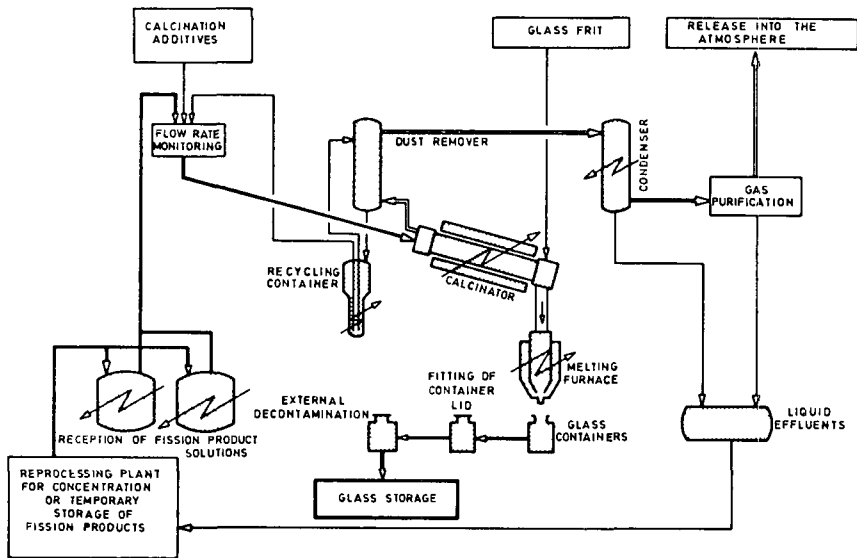 CALCINATION
ADDITIVES
GLASS FRIT
RELEASE INTO THE
ATMOSPHERE
FLOW RATE
MONITORING
DUST REMOVER
CONDENSER
GAS
PURIFICATION
RECYCLING
CONTAINER
CALCINATOR
MELTING
FURNACE
FITTING OF
CONTAINER
LID
EXTERNAL
DECONTAMINATION
GLASS
CONTAINERS
LIQUID
EFFLUENTS
RECEPTION OF FISSION PRODUCT
SOLUTIONS
REPROCESSING PLANT
FOR CONCENTRATION
OR TEMPORARY
STORAGE OF
FISSION PRODUCTS
GLASS STORAGE